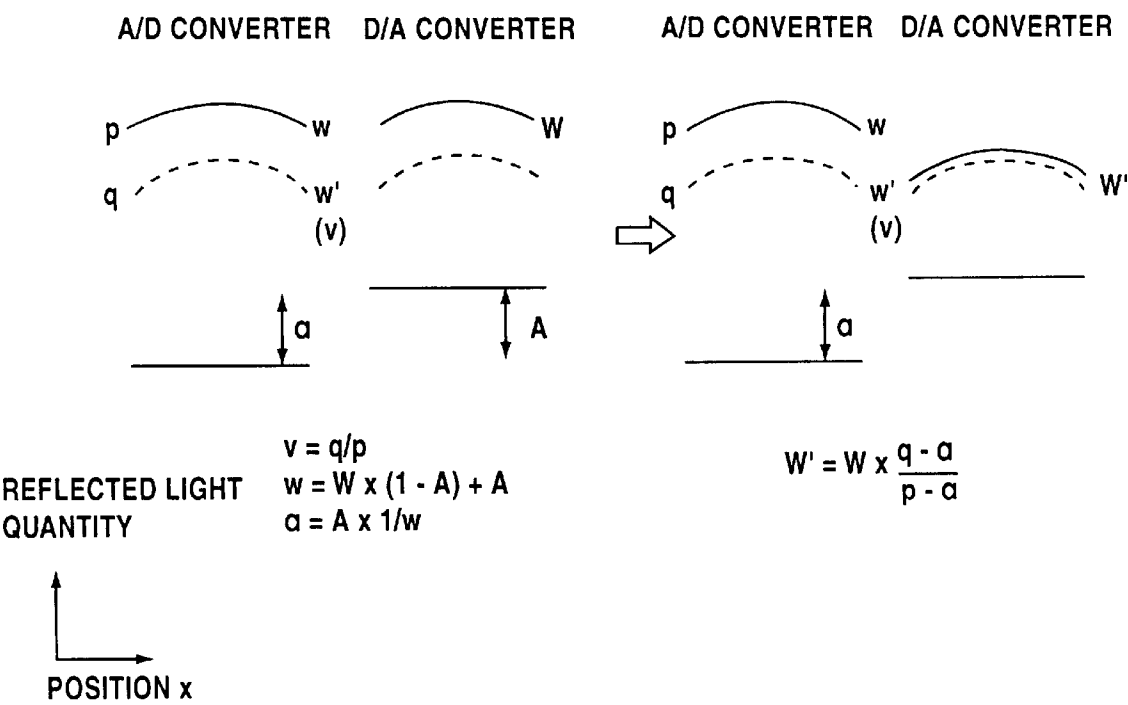 A/D CONVERTER D/A CONVERTER A/D CONVERTER D/A CONVERTER
p w W p w
q w' q w' W'
(v) (v)
a A a
v = q/p
w = W x (1 - A) + A
a = A x 1/w
W' = W x q - a
p - a
REFLECTED LIGHT
QUANTITY
POSITION x